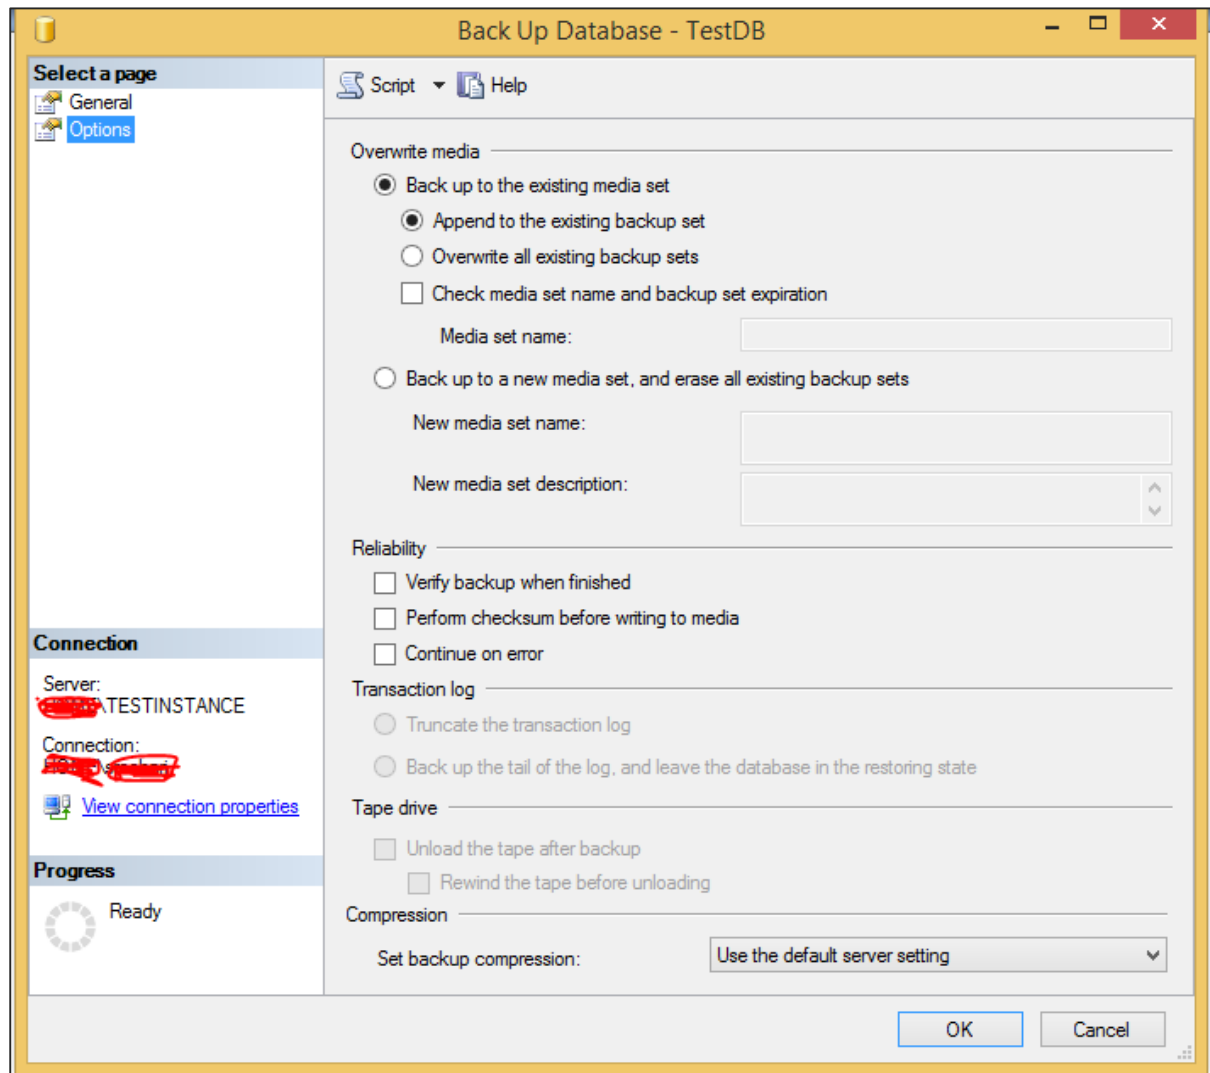 Back Up Database - TestDB
Select a page
General
Options
Script
Help
Overwrite media
Back up to the existing media set
Append to the existing backup set
Overwrite all existing backup sets
Check media set name and backup set expiration
Media set name:
Back up to a new media set, and erase all existing backup sets
New media set name:
New media set description:
Reliability
Verify backup when finished
Perform checksum before writing to media
Continue on error
Transaction log
Truncate the transaction log
Back up the tail of the log, and leave the database in the restoring state
Tape drive
Unload the tape after backup
Rewind the tape before unloading
Compression
Set backup compression:
Use the default server setting
Connection
Server:
\TESTINSTANCE
Connection:
View connection properties
Progress
Ready
OK
Cancel